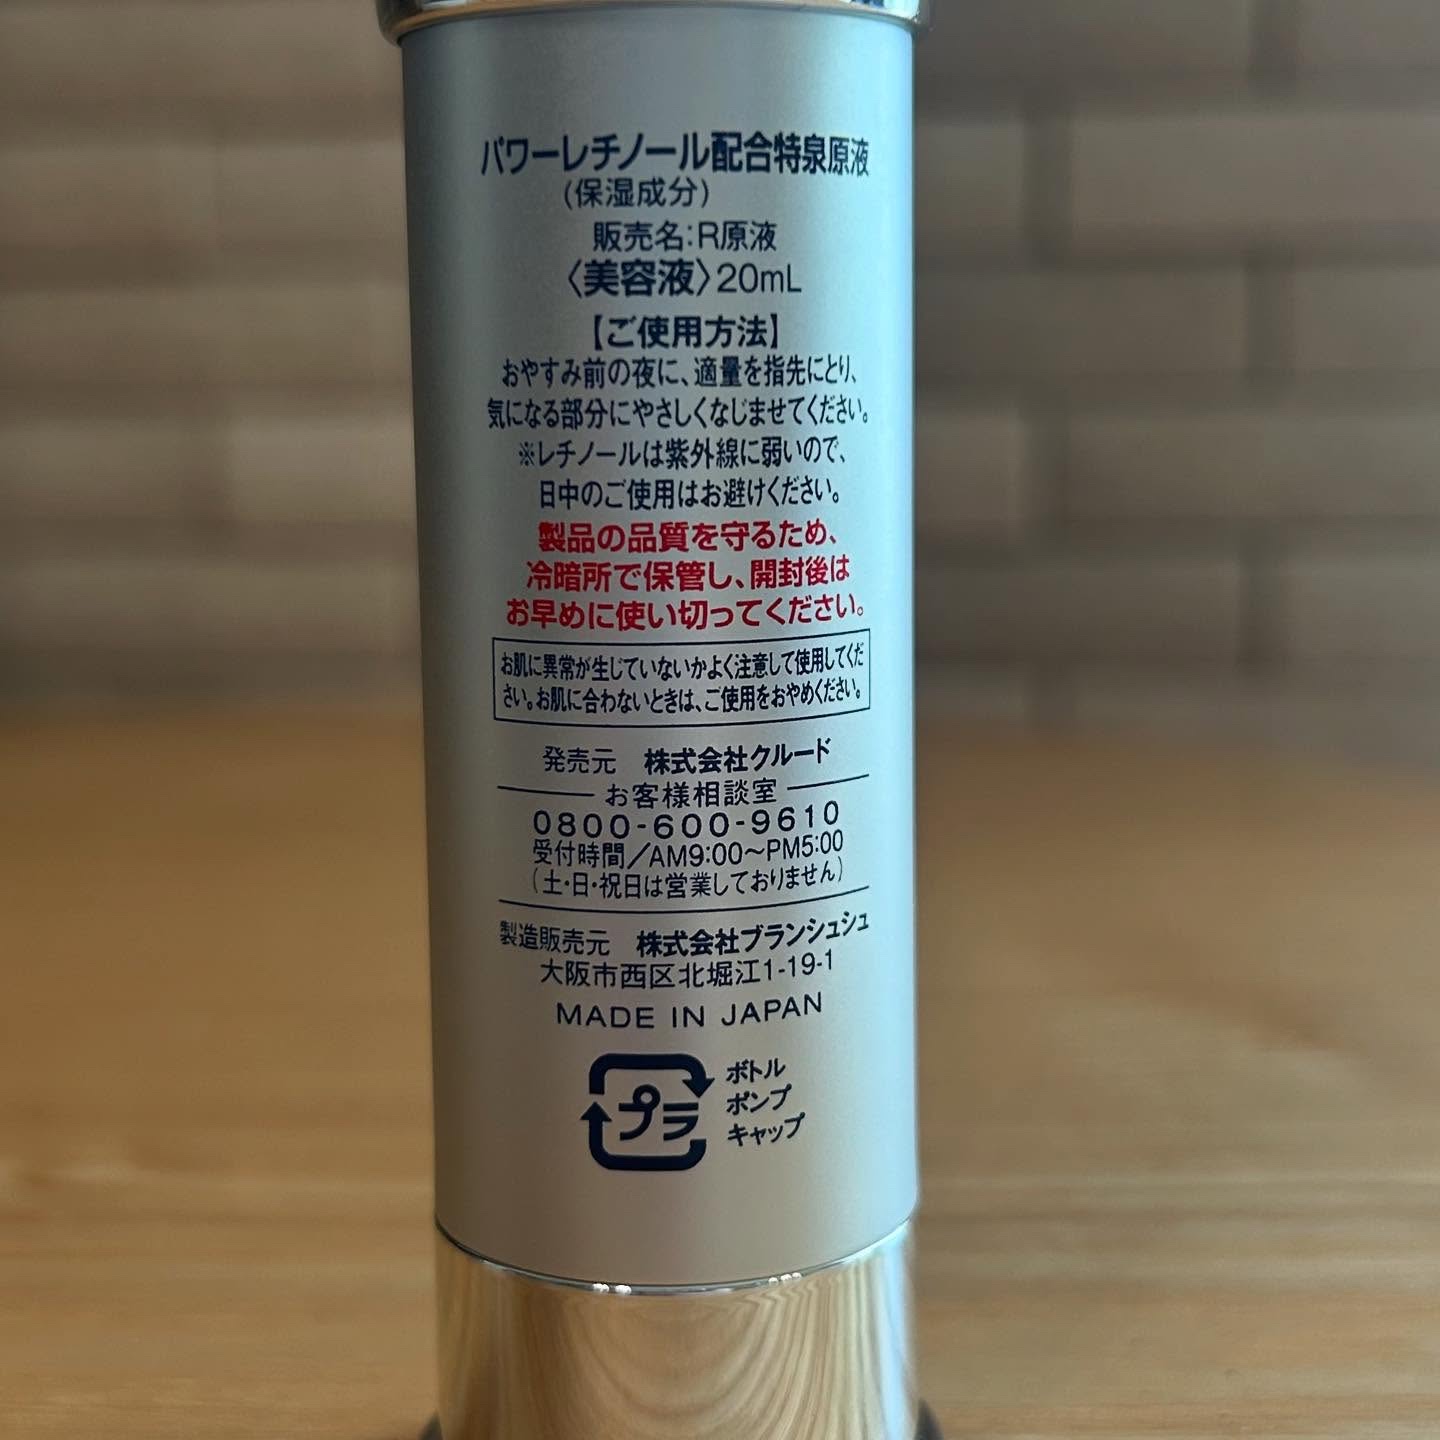 パワーレチノール配合特泉原液
(保湿成分)
販売名:R原液
〈美容液〉20mL
【ご使用方法】
おやすみ前の夜に、適量を指先にとり、
気になる部分にやさしくなじませてください。
※レチノールは紫外線に弱いので、
日中のご使用はお避けください。
製品の品質を守るため、
冷暗所で保管し、開封後は
お早めに使い切ってください。
お肌に異常が生じていないかよく注意して使用してくだ
さい。お肌に合わないときは、ご使用をおやめください。
発売元 株式会社クルード
お客様相談室
0800-600-9610
受付時間/AM9:00~PM5:00
(土・日・祝日は営業しておりません)
製造販売元 株式会社ブランシュシュ
大阪市西区北堀江1-19-1
MADE IN JAPAN
プラ
ボトル
ポンプ
キャップ